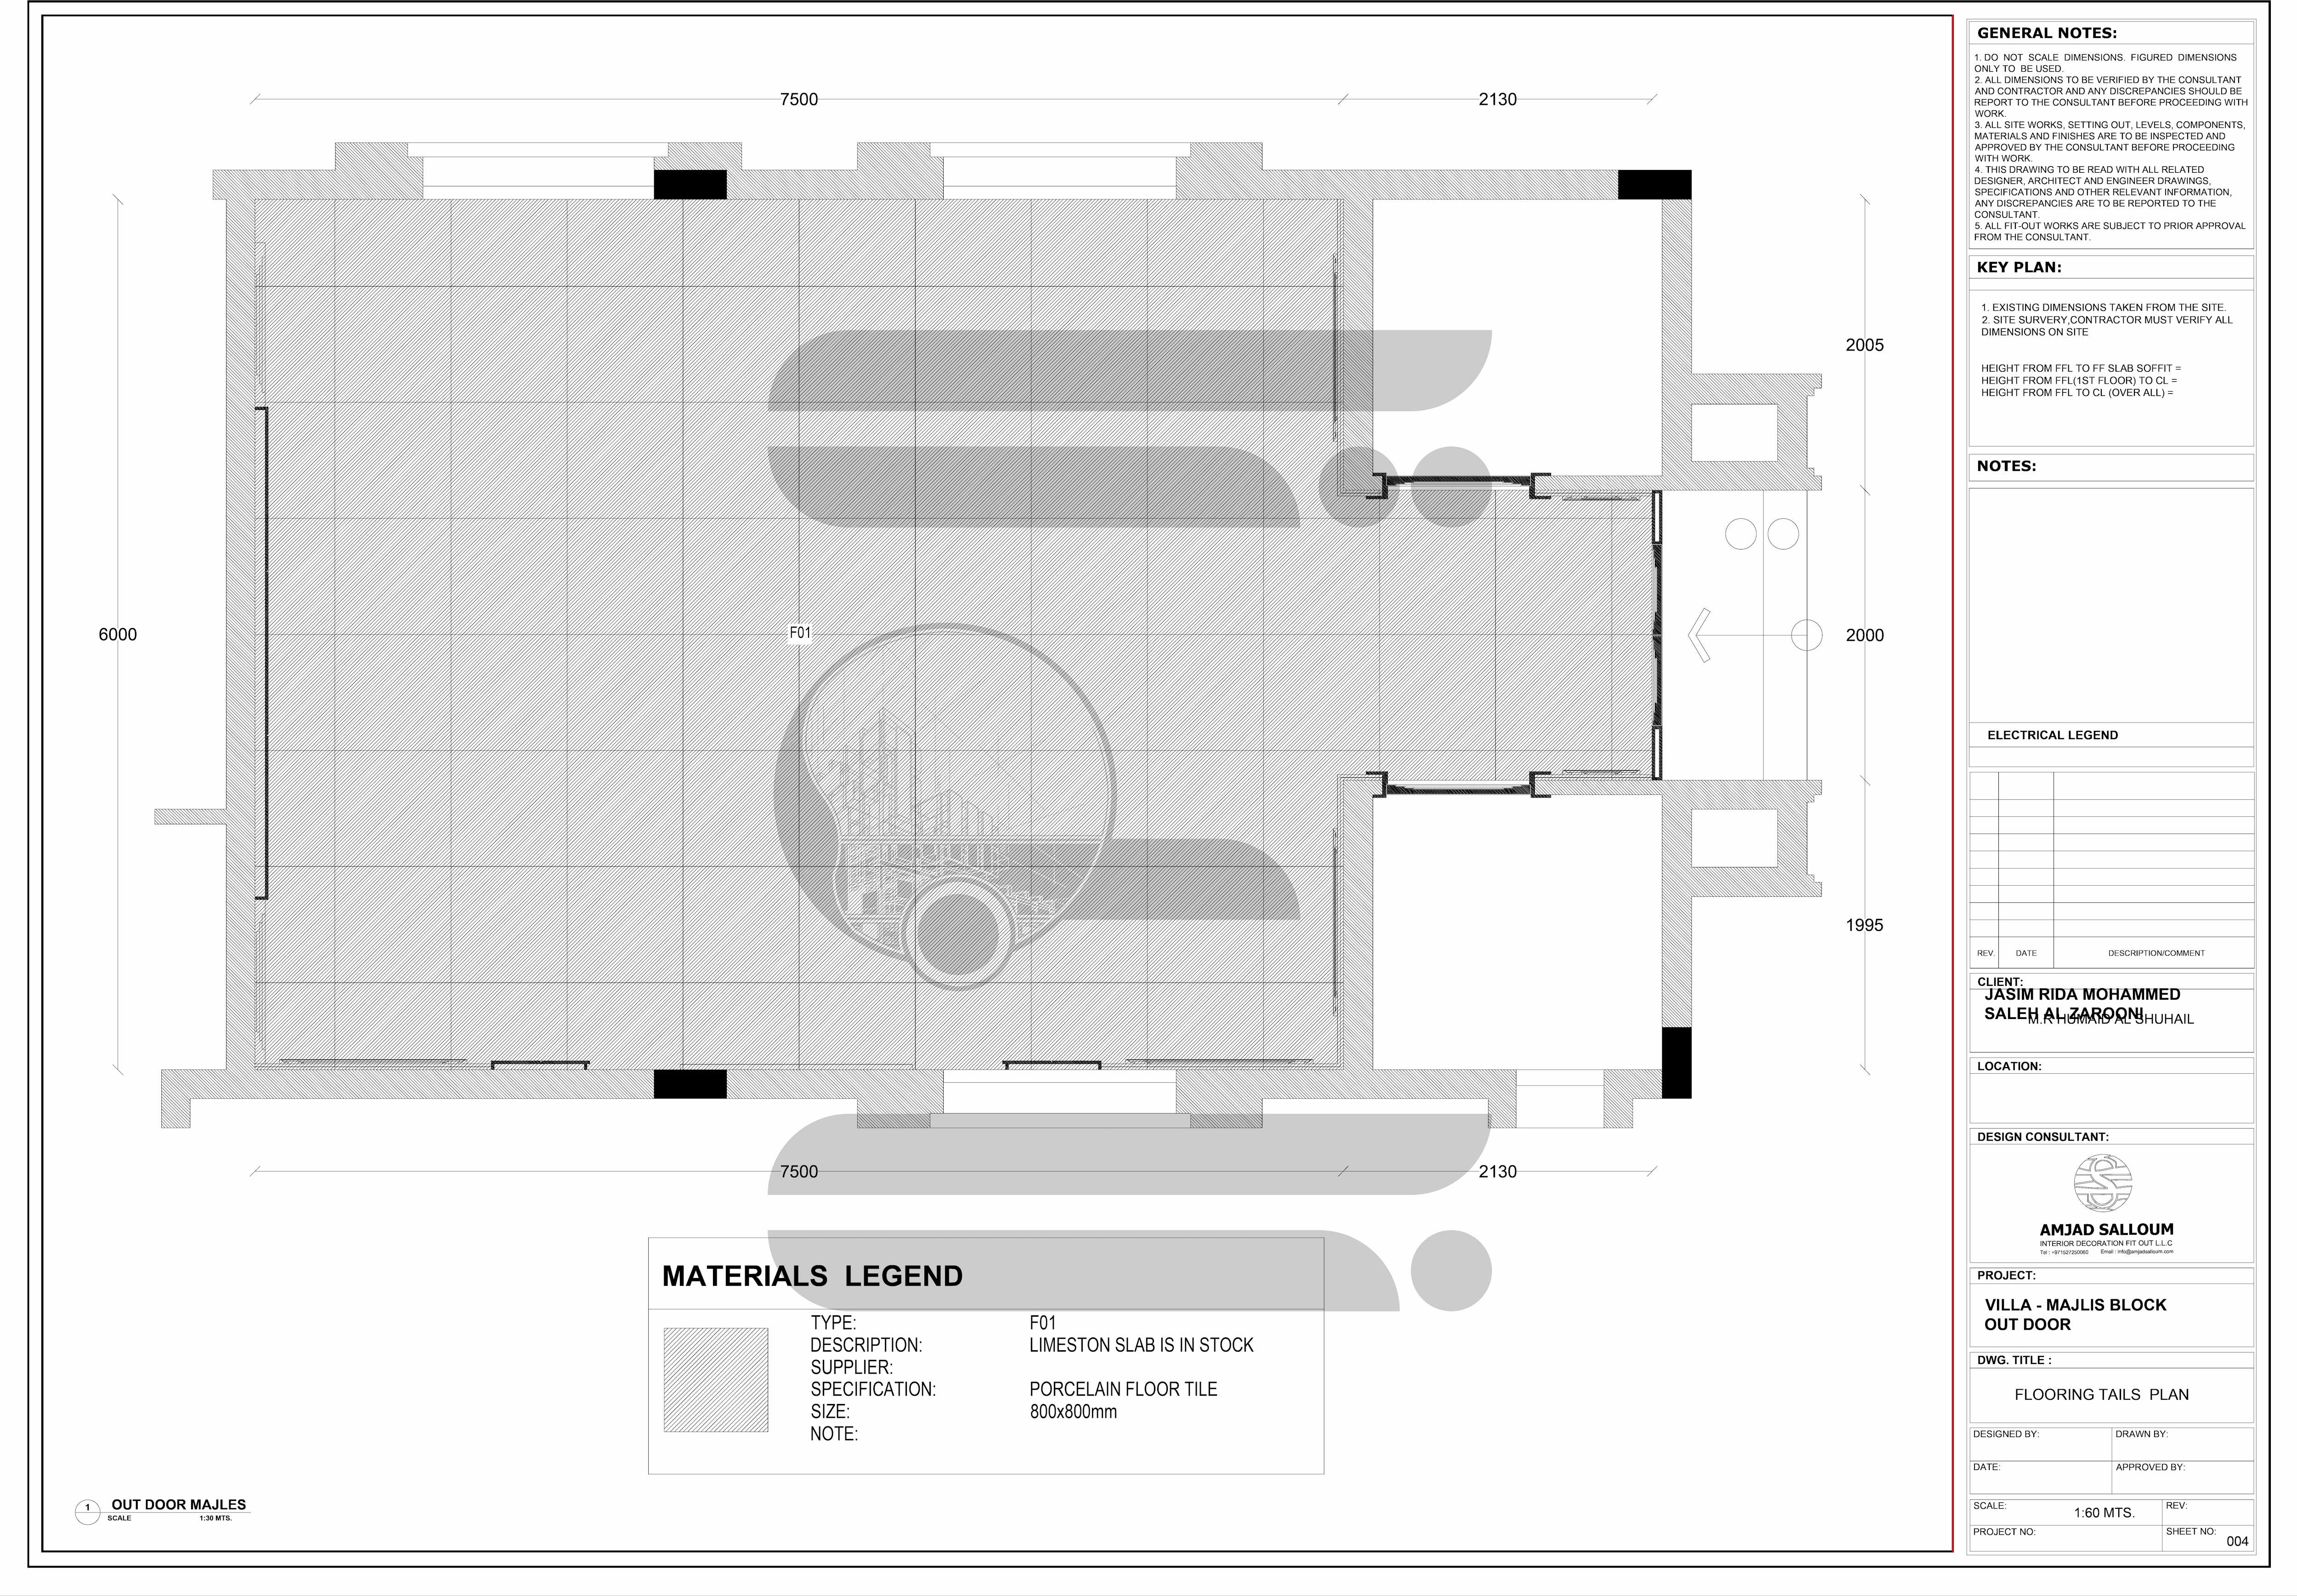 7500
2130
6000
F01
2005
2000
1995
7500
2130
MATERIALS LEGEND
TYPE: F01
DESCRIPTION: LIMESTON SLAB IS IN STOCK
SUPPLIER:
SPECIFICATION: PORCELAIN FLOOR TILE
SIZE: 800x800mm
NOTE:
1 OUT DOOR MAJLES
SCALE 1:30 MTS.
GENERAL NOTES:
1. DO NOT SCALE DIMENSIONS. FIGURED DIMENSIONS
ONLY TO BE USED.
2. ALL DIMENSIONS TO BE VERIFIED BY THE CONSULTANT
AND CONTRACTOR AND ANY DISCREPANCIES SHOULD BE
REPORT TO THE CONSULTANT BEFORE PROCEEDING WITH
WORK.
3. ALL SITE WORKS, SETTING OUT, LEVELS, COMPONENTS,
MATERIALS AND FINISHES ARE TO BE INSPECTED AND
APPROVED BY THE CONSULTANT BEFORE PROCEEDING
WITH WORK.
4. THIS DRAWING TO BE READ WITH ALL RELATED
DESIGNER, ARCHITECT AND ENGINEER DRAWINGS,
SPECIFICATIONS AND OTHER RELEVANT INFORMATION,
ANY DISCREPANCIES ARE TO BE REPORTED TO THE
CONSULTANT.
5. ALL FIT-OUT WORKS ARE SUBJECT TO PRIOR APPROVAL
FROM THE CONSULTANT.
KEY PLAN:
1. EXISTING DIMENSIONS TAKEN FROM THE SITE.
2. SITE SURVERY,CONTRACTOR MUST VERIFY ALL
DIMENSIONS ON SITE
HEIGHT FROM FFL TO FF SLAB SOFFIT =
HEIGHT FROM FFL(1ST FLOOR) TO CL =
HEIGHT FROM FFL TO CL (OVER ALL) =
NOTES:
ELECTRICAL LEGEND
REV. DATE DESCRIPTION/COMMENT
CLIENT:
JASIM RIDA MOHAMMED
SALEH AL ZAROONI
M.R HUMAID AL SHUHAIL
LOCATION:
DESIGN CONSULTANT:
AMJAD SALLOUM
INTERIOR DECORATION FIT OUT L.L.C
Tel : +971527250060 Email : info@amjadsalloum.com
PROJECT:
VILLA - MAJLIS BLOCK
OUT DOOR
DWG. TITLE :
FLOORING TAILS PLAN
DESIGNED BY: DRAWN BY:
DATE: APPROVED BY:
SCALE: 1:60 MTS. REV:
PROJECT NO: SHEET NO: 004